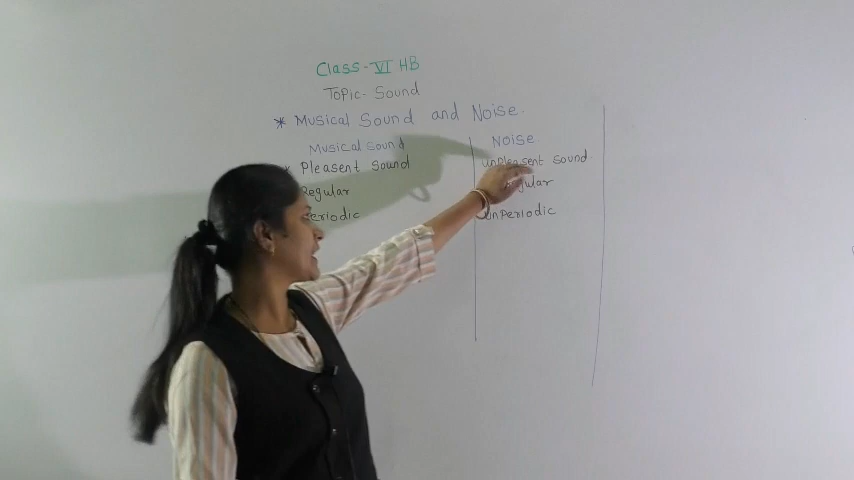 Class-VI HB
Topic- Sound
* Musical Sound and Noise.
Musical Sound
* Pleasent Sound
Regular
Periodic
Noise
unpleasent sound
unPeriodic